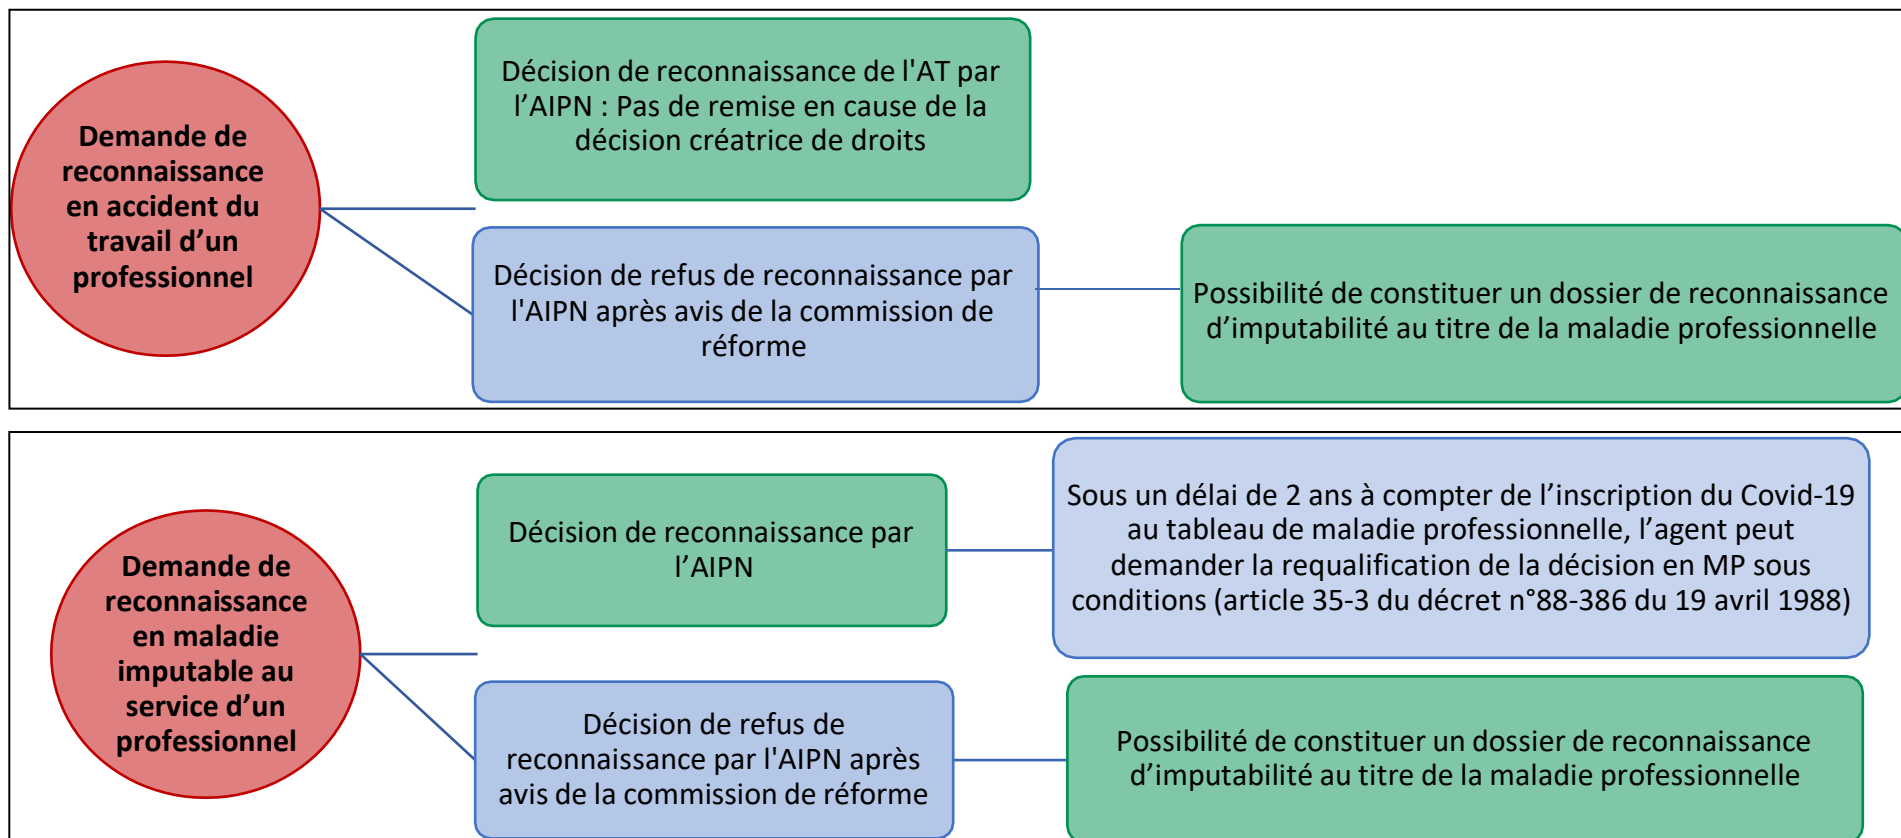 Demande de
reconnaissance
en accident du
travail d’un
professionnel
Décision de reconnaissance de l'AT par
l’AIPN : Pas de remise en cause de la
décision créatrice de droits
Décision de refus de reconnaissance par
l'AIPN après avis de la commission de
réforme
Possibilité de constituer un dossier de reconnaissance
d’imputabilité au titre de la maladie professionnelle
Demande de
reconnaissance
en maladie
imputable au
service d’un
professionnel
Décision de reconnaissance par
l’AIPN
Sous un délai de 2 ans à compter de l’inscription du Covid-19
au tableau de maladie professionnelle, l’agent peut
demander la requalification de la décision en MP sous
conditions (article 35-3 du décret n°88-386 du 19 avril 1988)
Décision de refus de
reconnaissance par l'AIPN après
avis de la commission de réforme
Possibilité de constituer un dossier de reconnaissance
d’imputabilité au titre de la maladie professionnelle